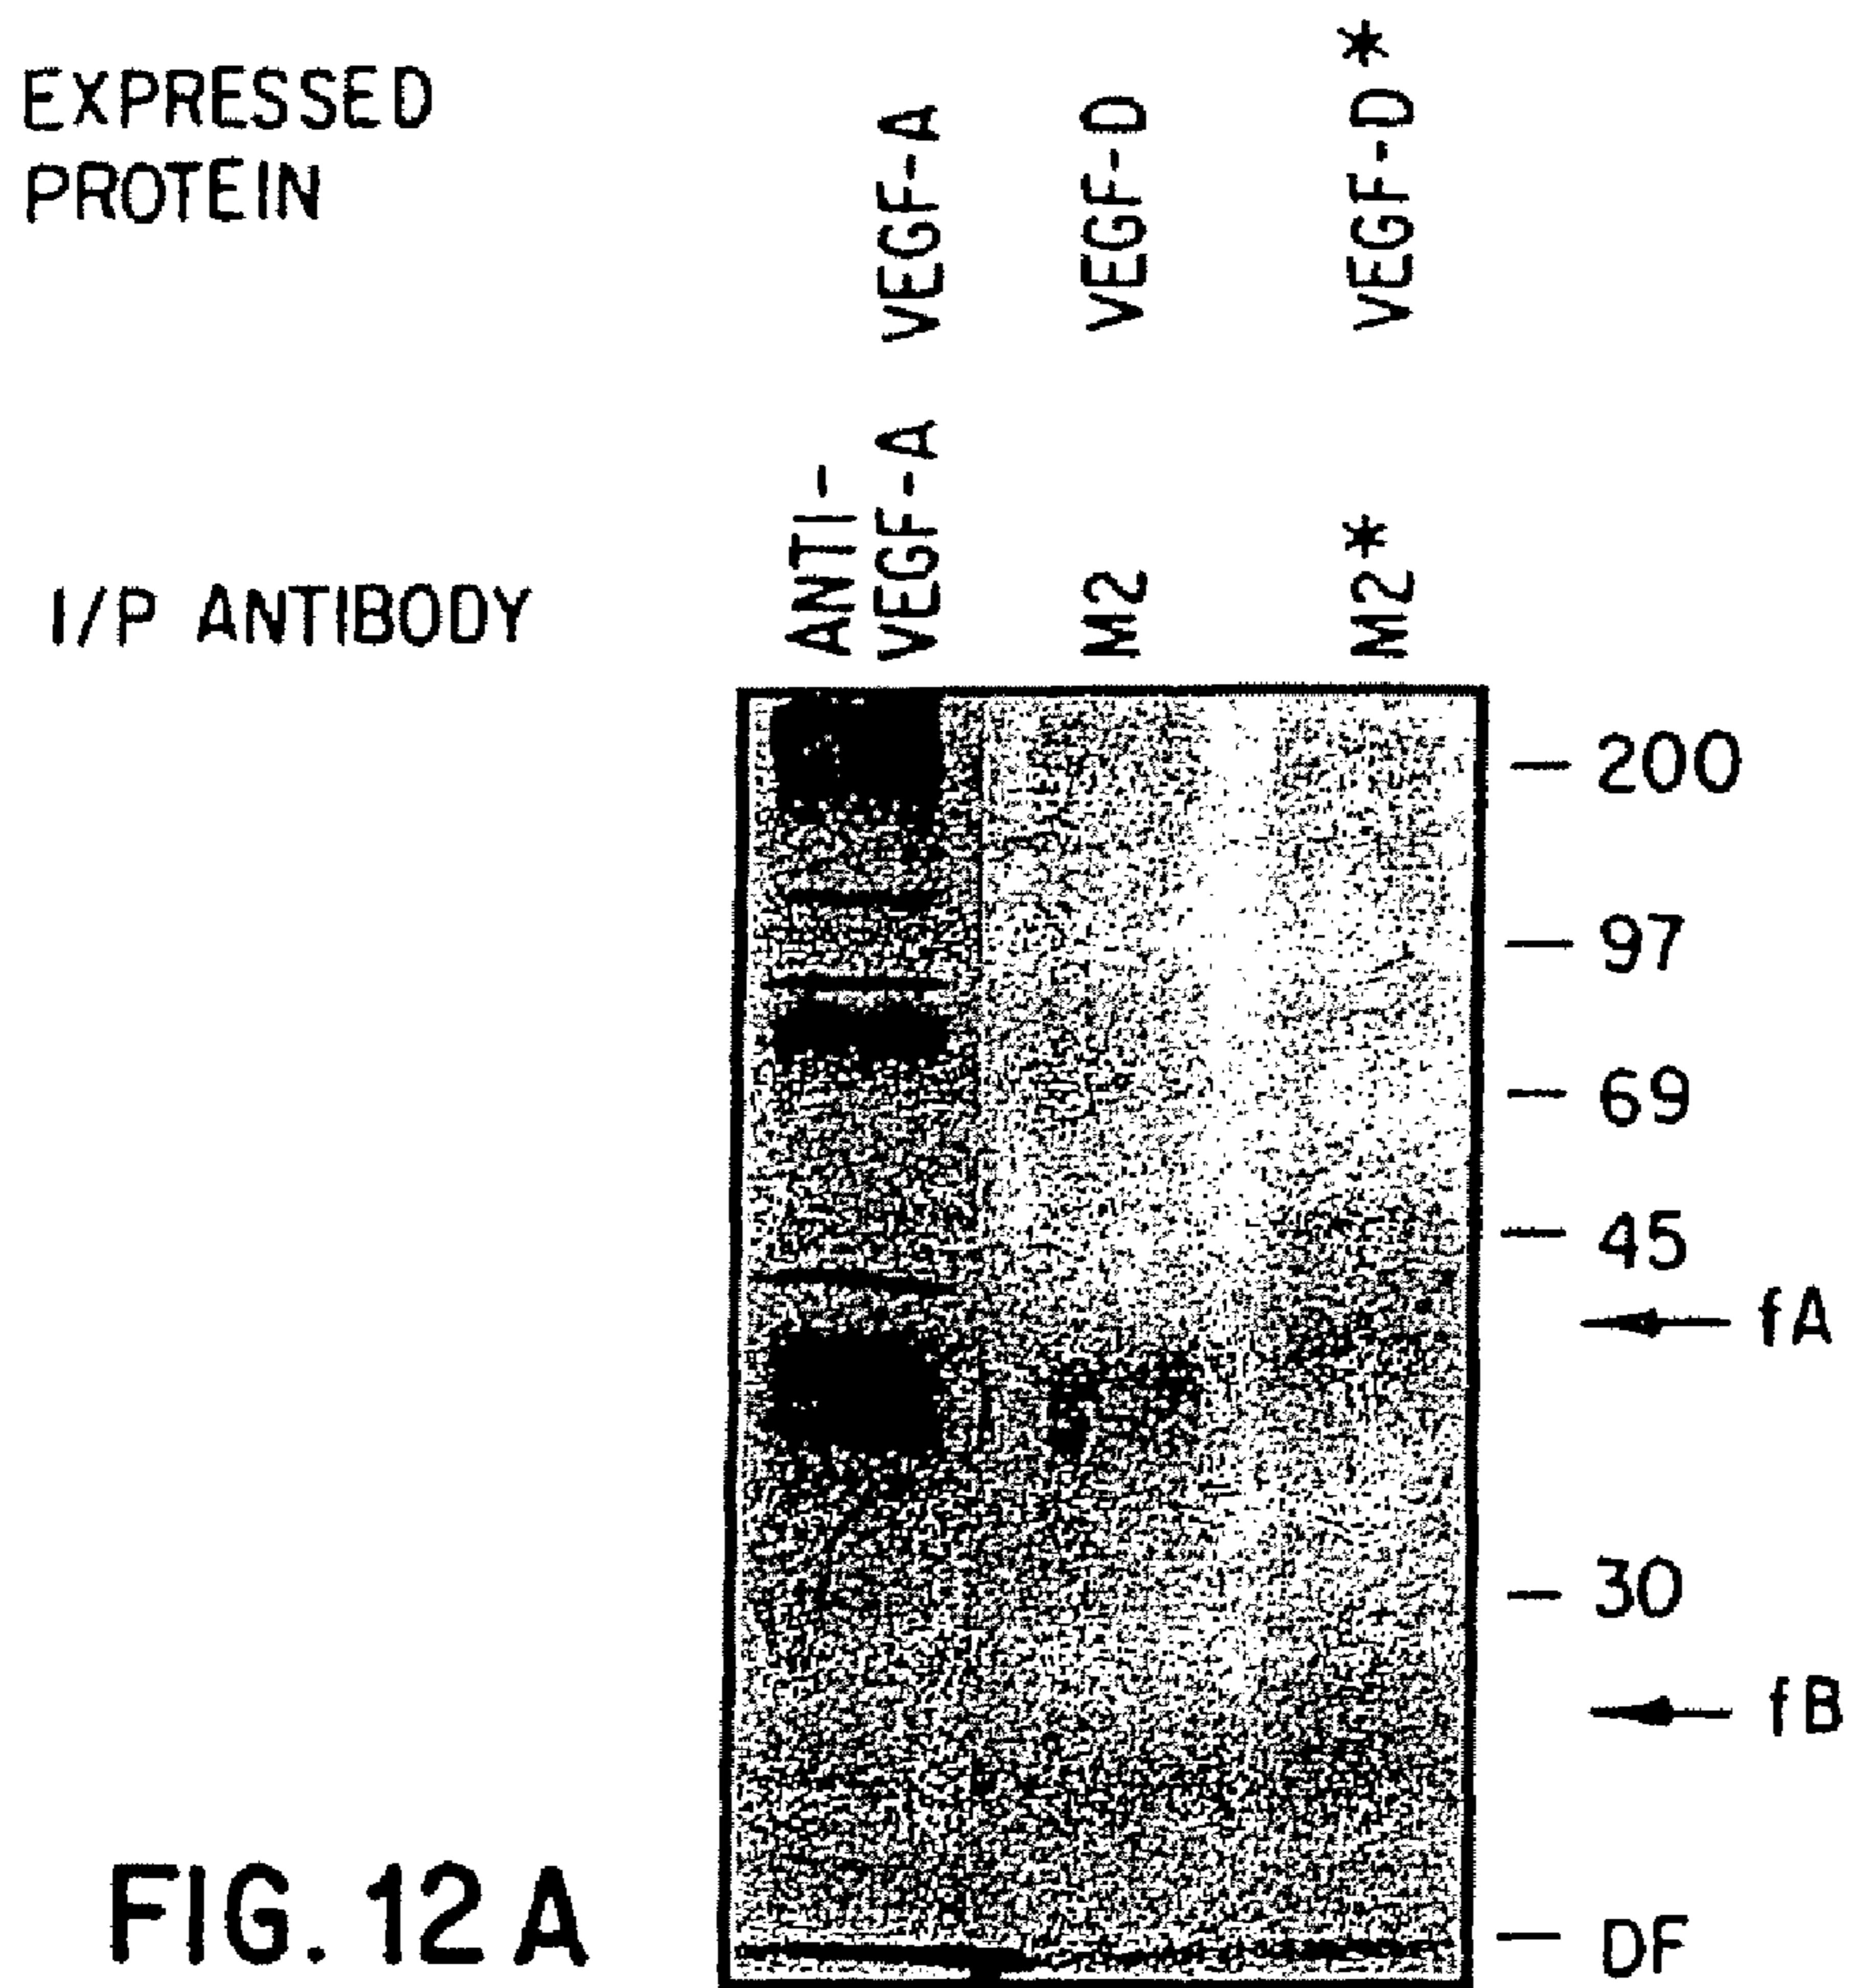 EXPRESSED
PROTEIN
VEGF-A
VEGF-D
VEGF-D*
I/P ANTIBODY
ANTI-
VEGF-A
M2
M2*
200
97
69
45
fA
30
fB
DF
FIG. 12A